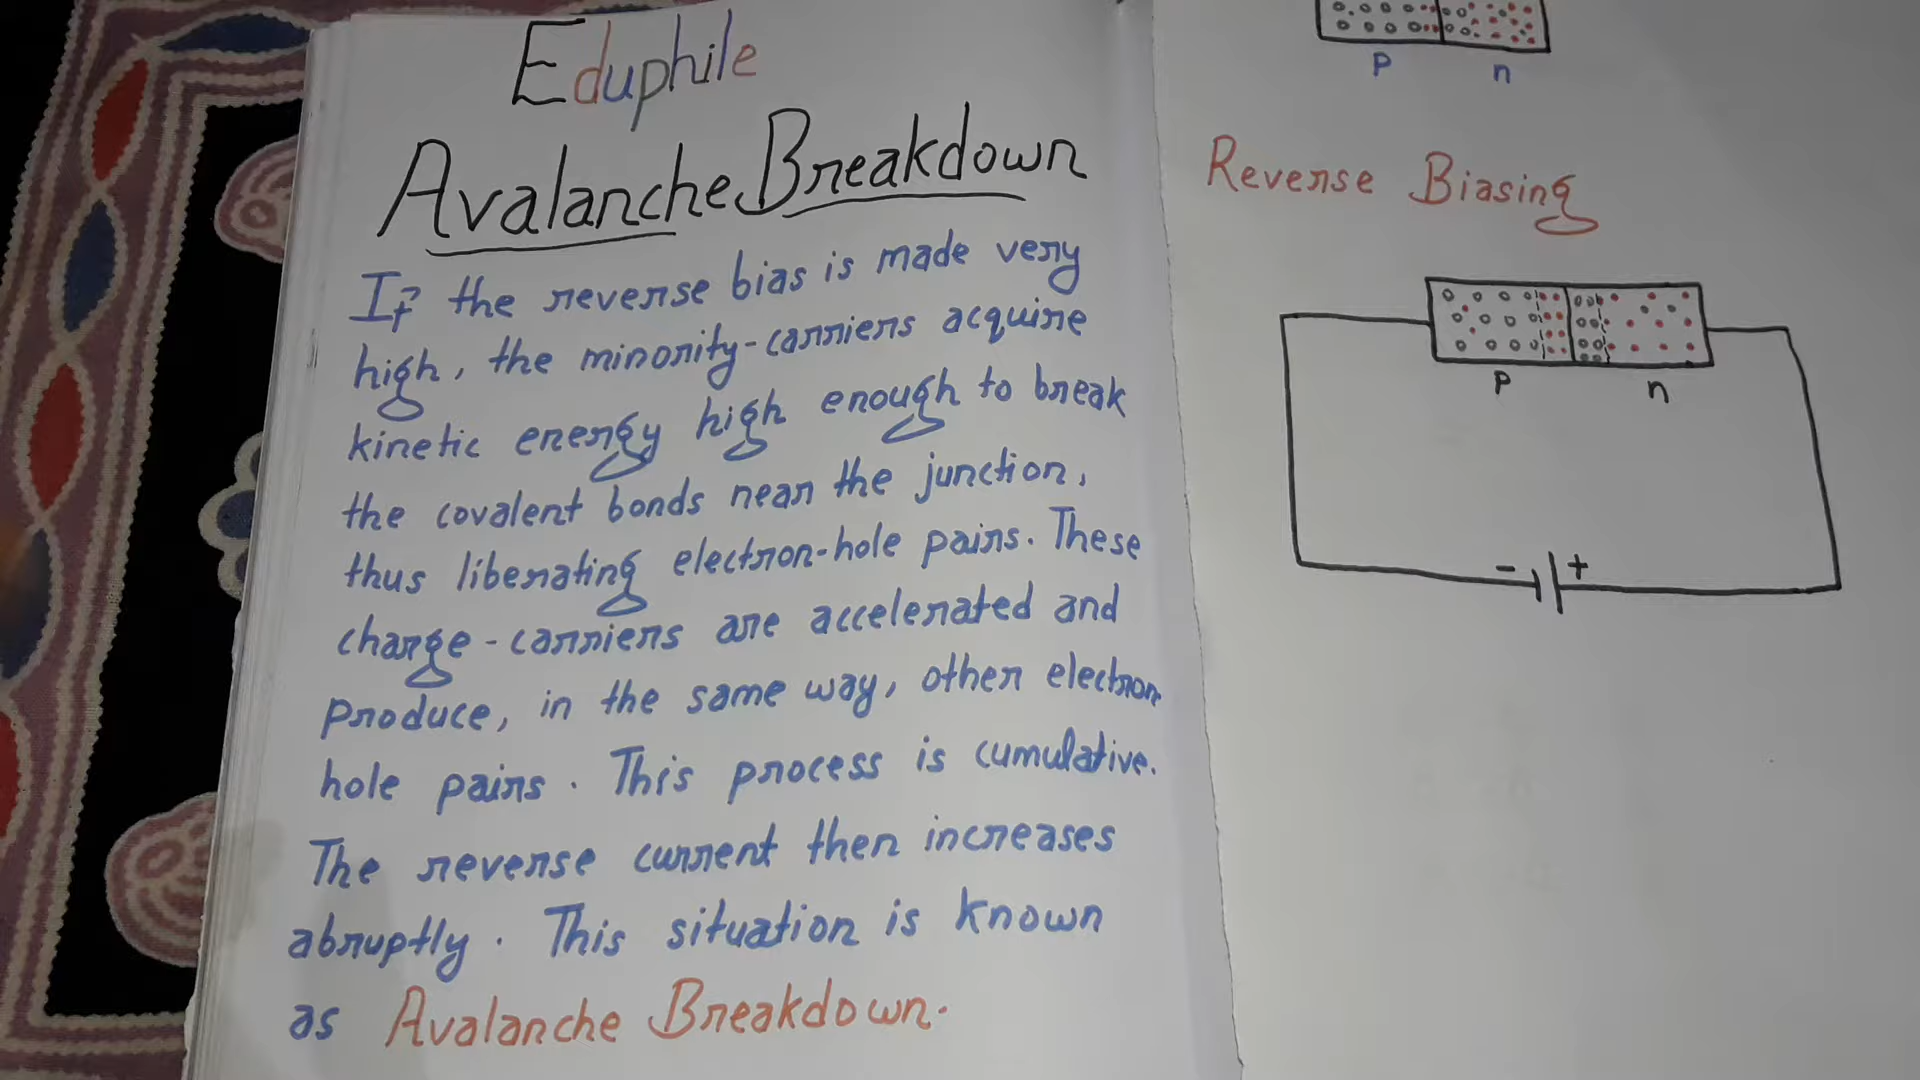 Eduphile
Avalanche Breakdown
If the reverse bias is made very
high, the minority-carriers acquire
kinetic energy high enough to break
the covalent bonds near the junction,
thus liberating electron-hole pairs. These
charge-carriers are accelerated and
produce, in the same way, other electron-
hole pairs. This process is cumulative.
The reverse current then increases
abruptly. This situation is known
as Avalanche Breakdown.
P n
Reverse Biasing
P n
- +